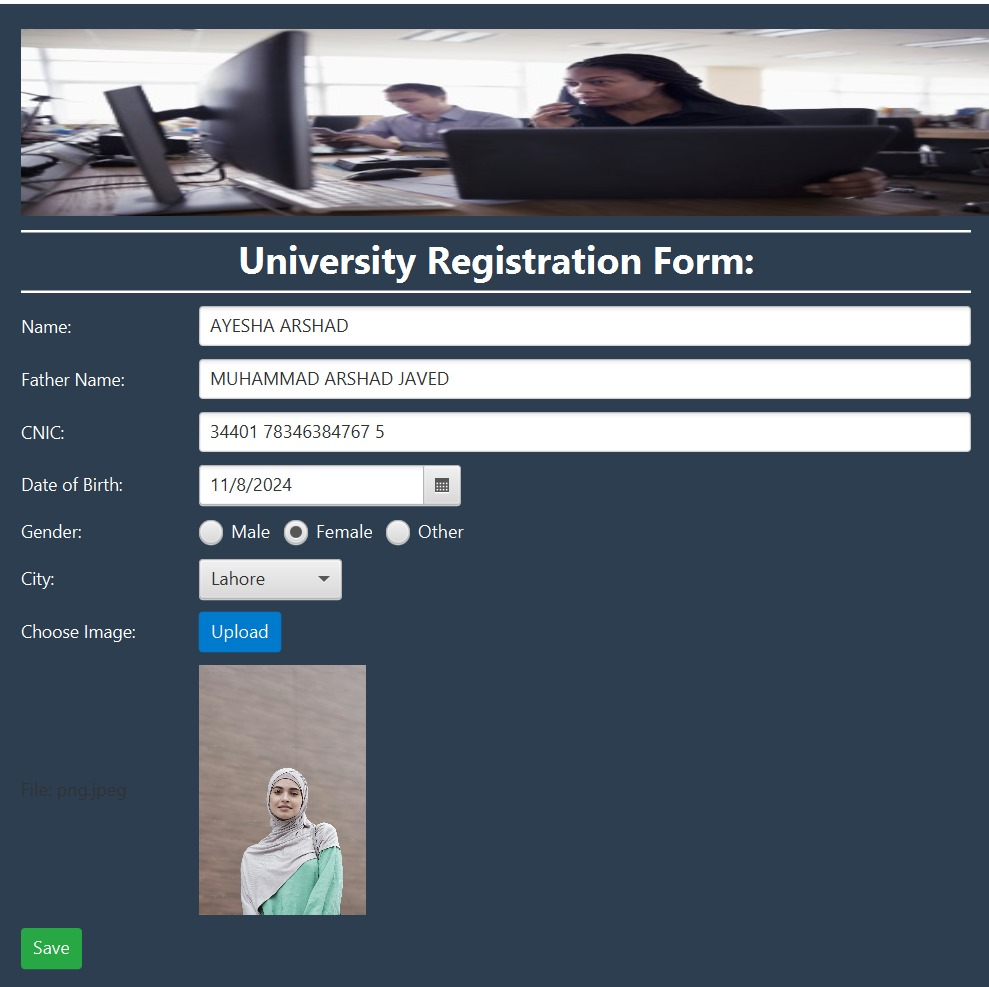 University Registration Form:
Name: AYESHA ARSHAD
Father Name: MUHAMMAD ARSHAD JAVED
CNIC: 34401 78346384767 5
Date of Birth: 11/8/2024
Gender: Male Female Other
City: Lahore
Choose Image: Upload
File: png.jpeg
Save